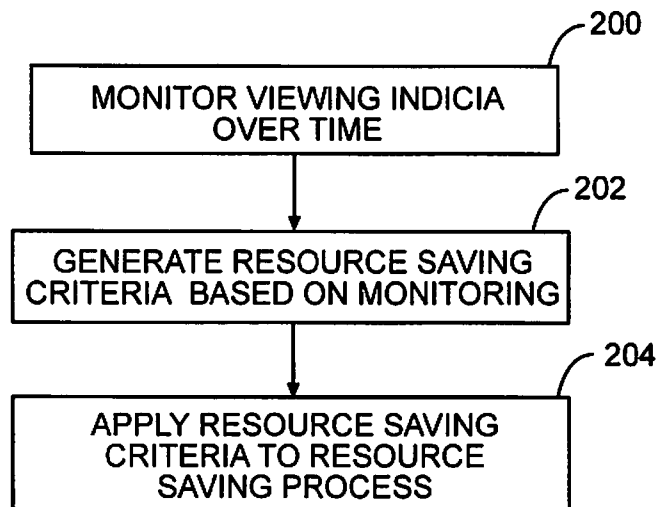 200
MONITOR VIEWING INDICIA
OVER TIME
202
GENERATE RESOURCE SAVING
CRITERIA BASED ON MONITORING
204
APPLY RESOURCE SAVING
CRITERIA TO RESOURCE
SAVING PROCESS